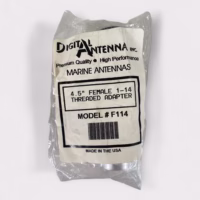 DIGITAL ANTENNA INC.
Premium Quality • High Performance
MARINE ANTENNAS
4.5" FEMALE 1-14
THREADED ADAPTER
MODEL # F114
MADE IN THE USA